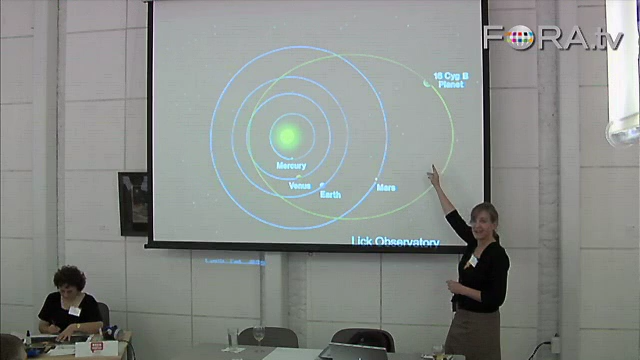 FORA.tv
16 Cyg B
Planet
Mercury
Venus
Earth
Mars
Lick Observatory